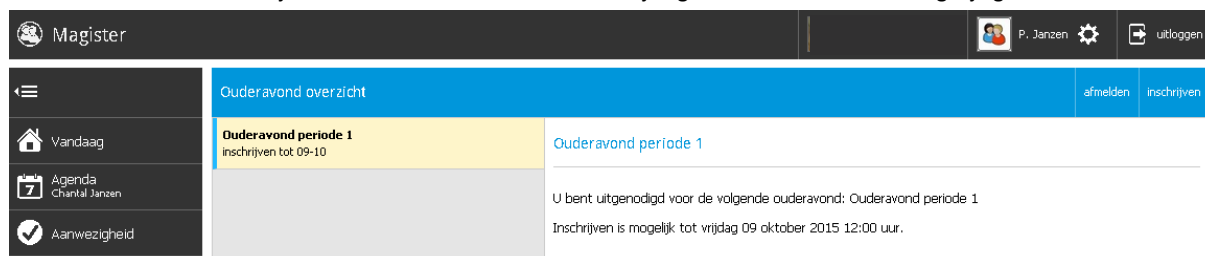 Magister
P. Janzen
uitloggen
Ouderavond overzicht
afmelden
inschrijven
Vandaag
Agenda
Chantal Janzen
7
Aanwezigheid
Ouderavond periode 1
inschrijven tot 09-10
Ouderavond periode 1
U bent uitgenodigd voor de volgende ouderavond: Ouderavond periode 1
Inschrijven is mogelijk tot vrijdag 09 oktober 2015 12:00 uur.